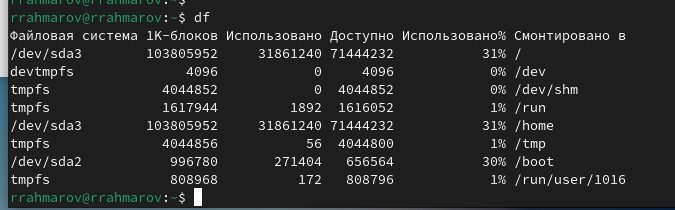 rrahmarov@rrahmarov:~$ df
Файловая система 1K-блоков Использовано Доступно Использовано% Смонтировано в
/dev/sda3 103805952 31861240 71444232 31% /
devtmpfs 4096 0 4096 0% /dev
tmpfs 4044852 0 4044852 0% /dev/shm
tmpfs 1617944 1892 1616052 1% /run
/dev/sda3 103805952 31861240 71444232 31% /home
tmpfs 4044856 56 4044800 1% /tmp
/dev/sda2 996780 271404 656564 30% /boot
tmpfs 808968 172 808796 1% /run/user/1016
rrahmarov@rrahmarov:~$